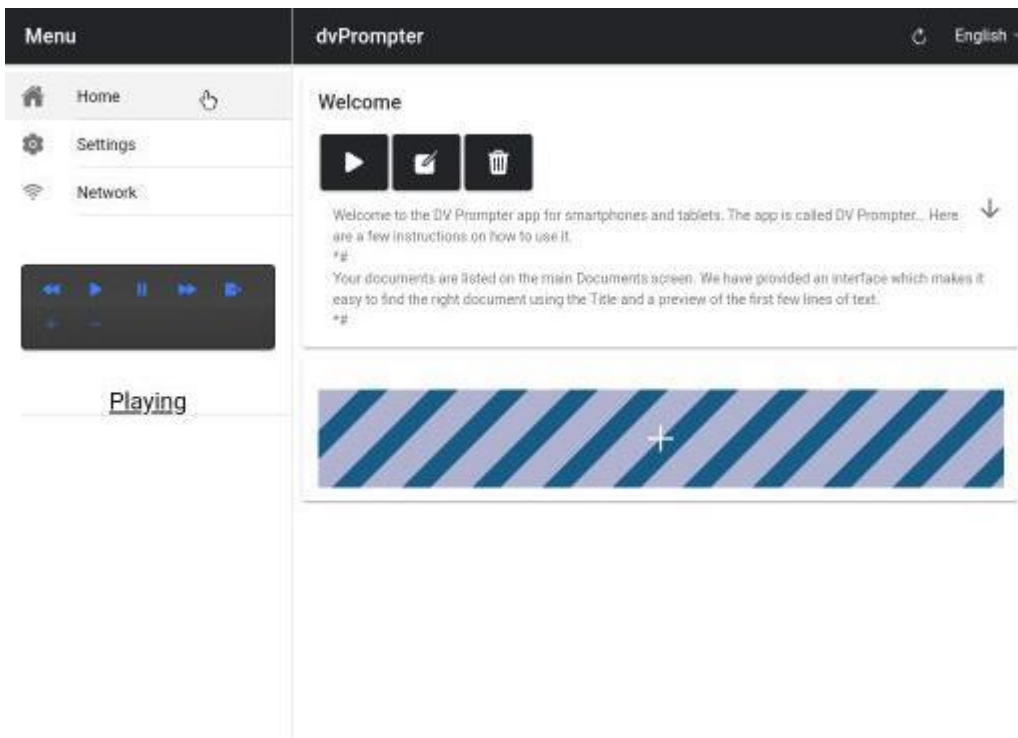 Menu
dvPrompter
English
Home
Settings
Network
Playing
Welcome
Welcome to the DV Prompter app for smartphones and tablets. The app is called DV Prompter... Here
are a few instructions on how to use it.
*#
Your documents are listed on the main Documents screen. We have provided an interface which makes it
easy to find the right document using the Title and a preview of the first few lines of text.
*#